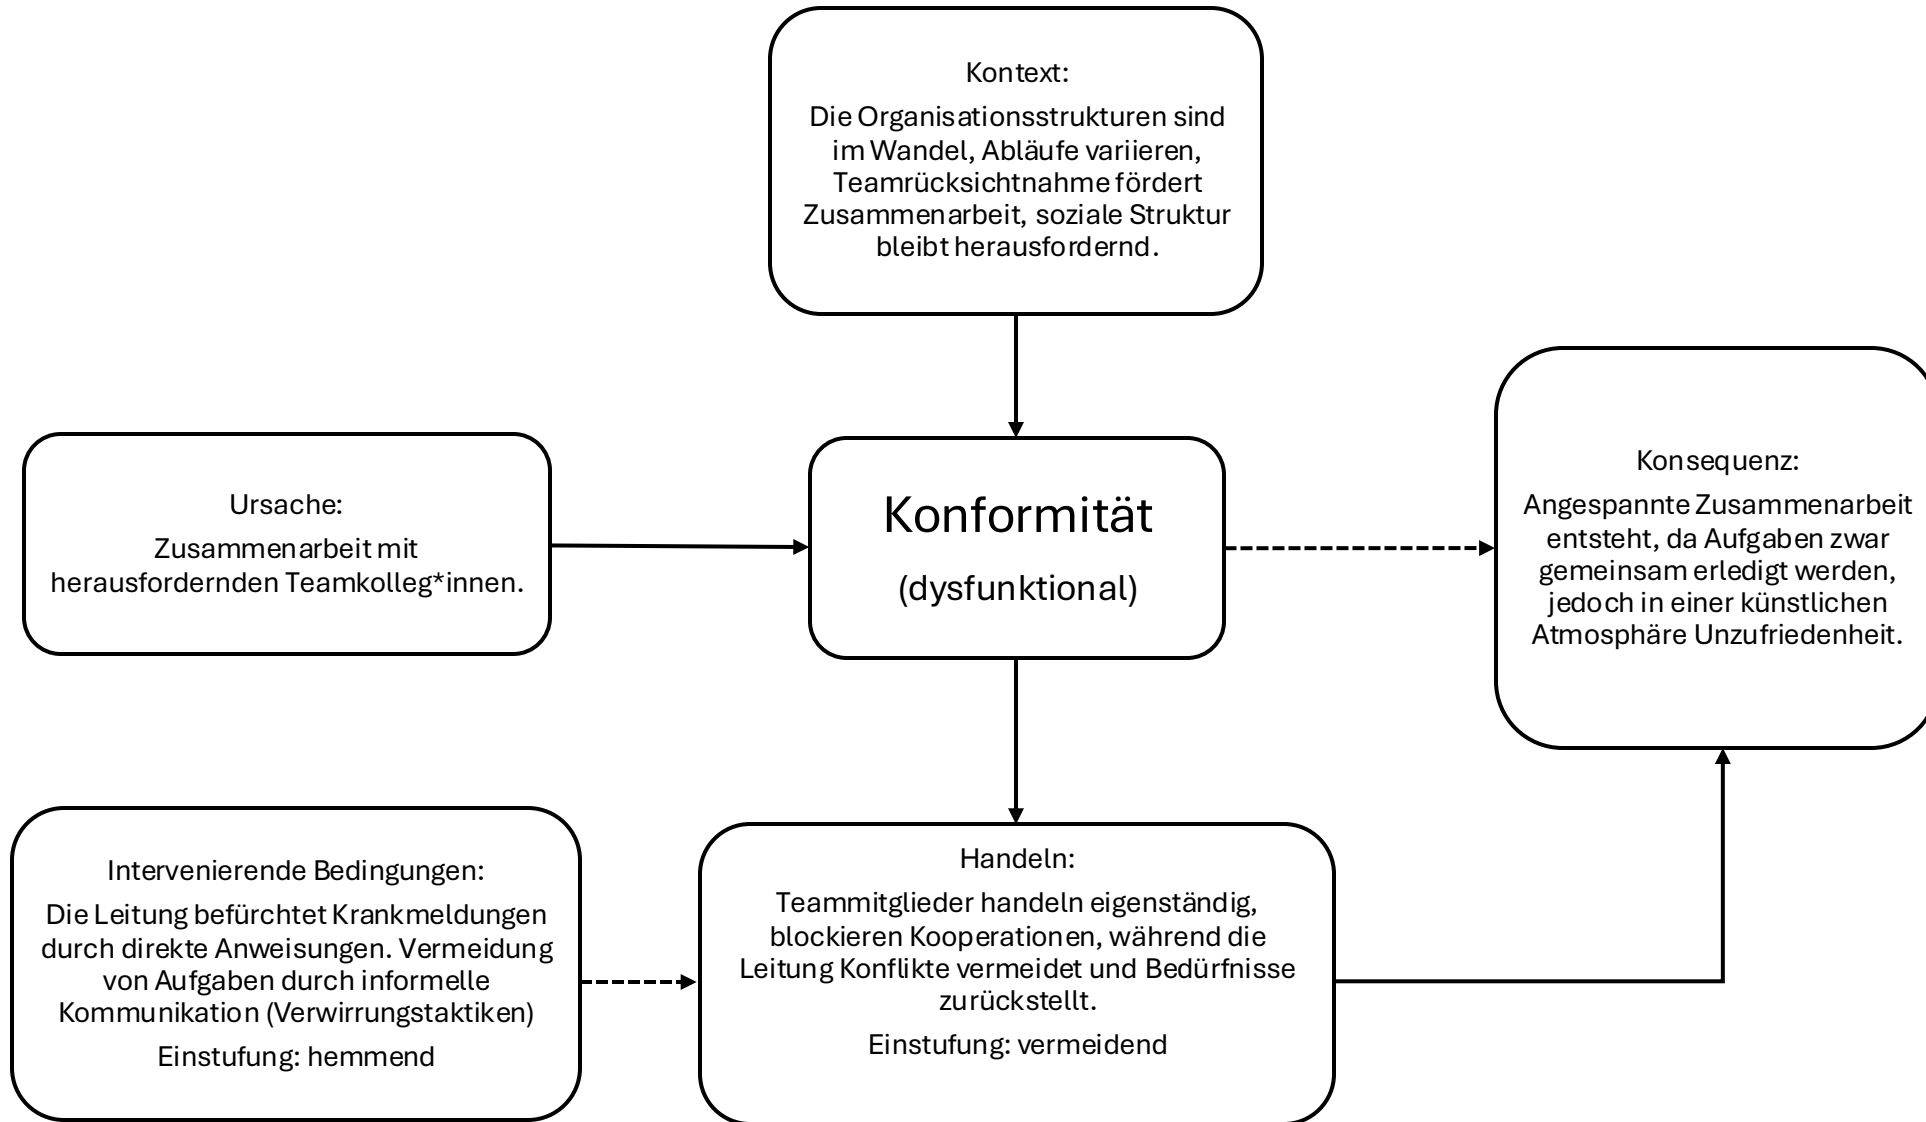 Kontext:
Die Organisationsstrukturen sind
im Wandel, Abläufe variieren,
Teamrücksichtnahme fördert
Zusammenarbeit, soziale Struktur
bleibt herausfordernd.
Ursache:
Zusammenarbeit mit
herausfordernden Teamkolleg*innen.
Konformität
(dysfunktional)
Konsequenz:
Angespannte Zusammenarbeit
entsteht, da Aufgaben zwar
gemeinsam erledigt werden,
jedoch in einer künstlichen
Atmosphäre Unzufriedenheit.
Intervenierende Bedingungen:
Die Leitung befürchtet Krankmeldungen
durch direkte Anweisungen. Vermeidung
von Aufgaben durch informelle
Kommunikation (Verwirrungstaktiken)
Einstufung: hemmend
Handeln:
Teammitglieder handeln eigenständig,
blockieren Kooperationen, während die
Leitung Konflikte vermeidet und Bedürfnisse
zurückstellt.
Einstufung: vermeidend